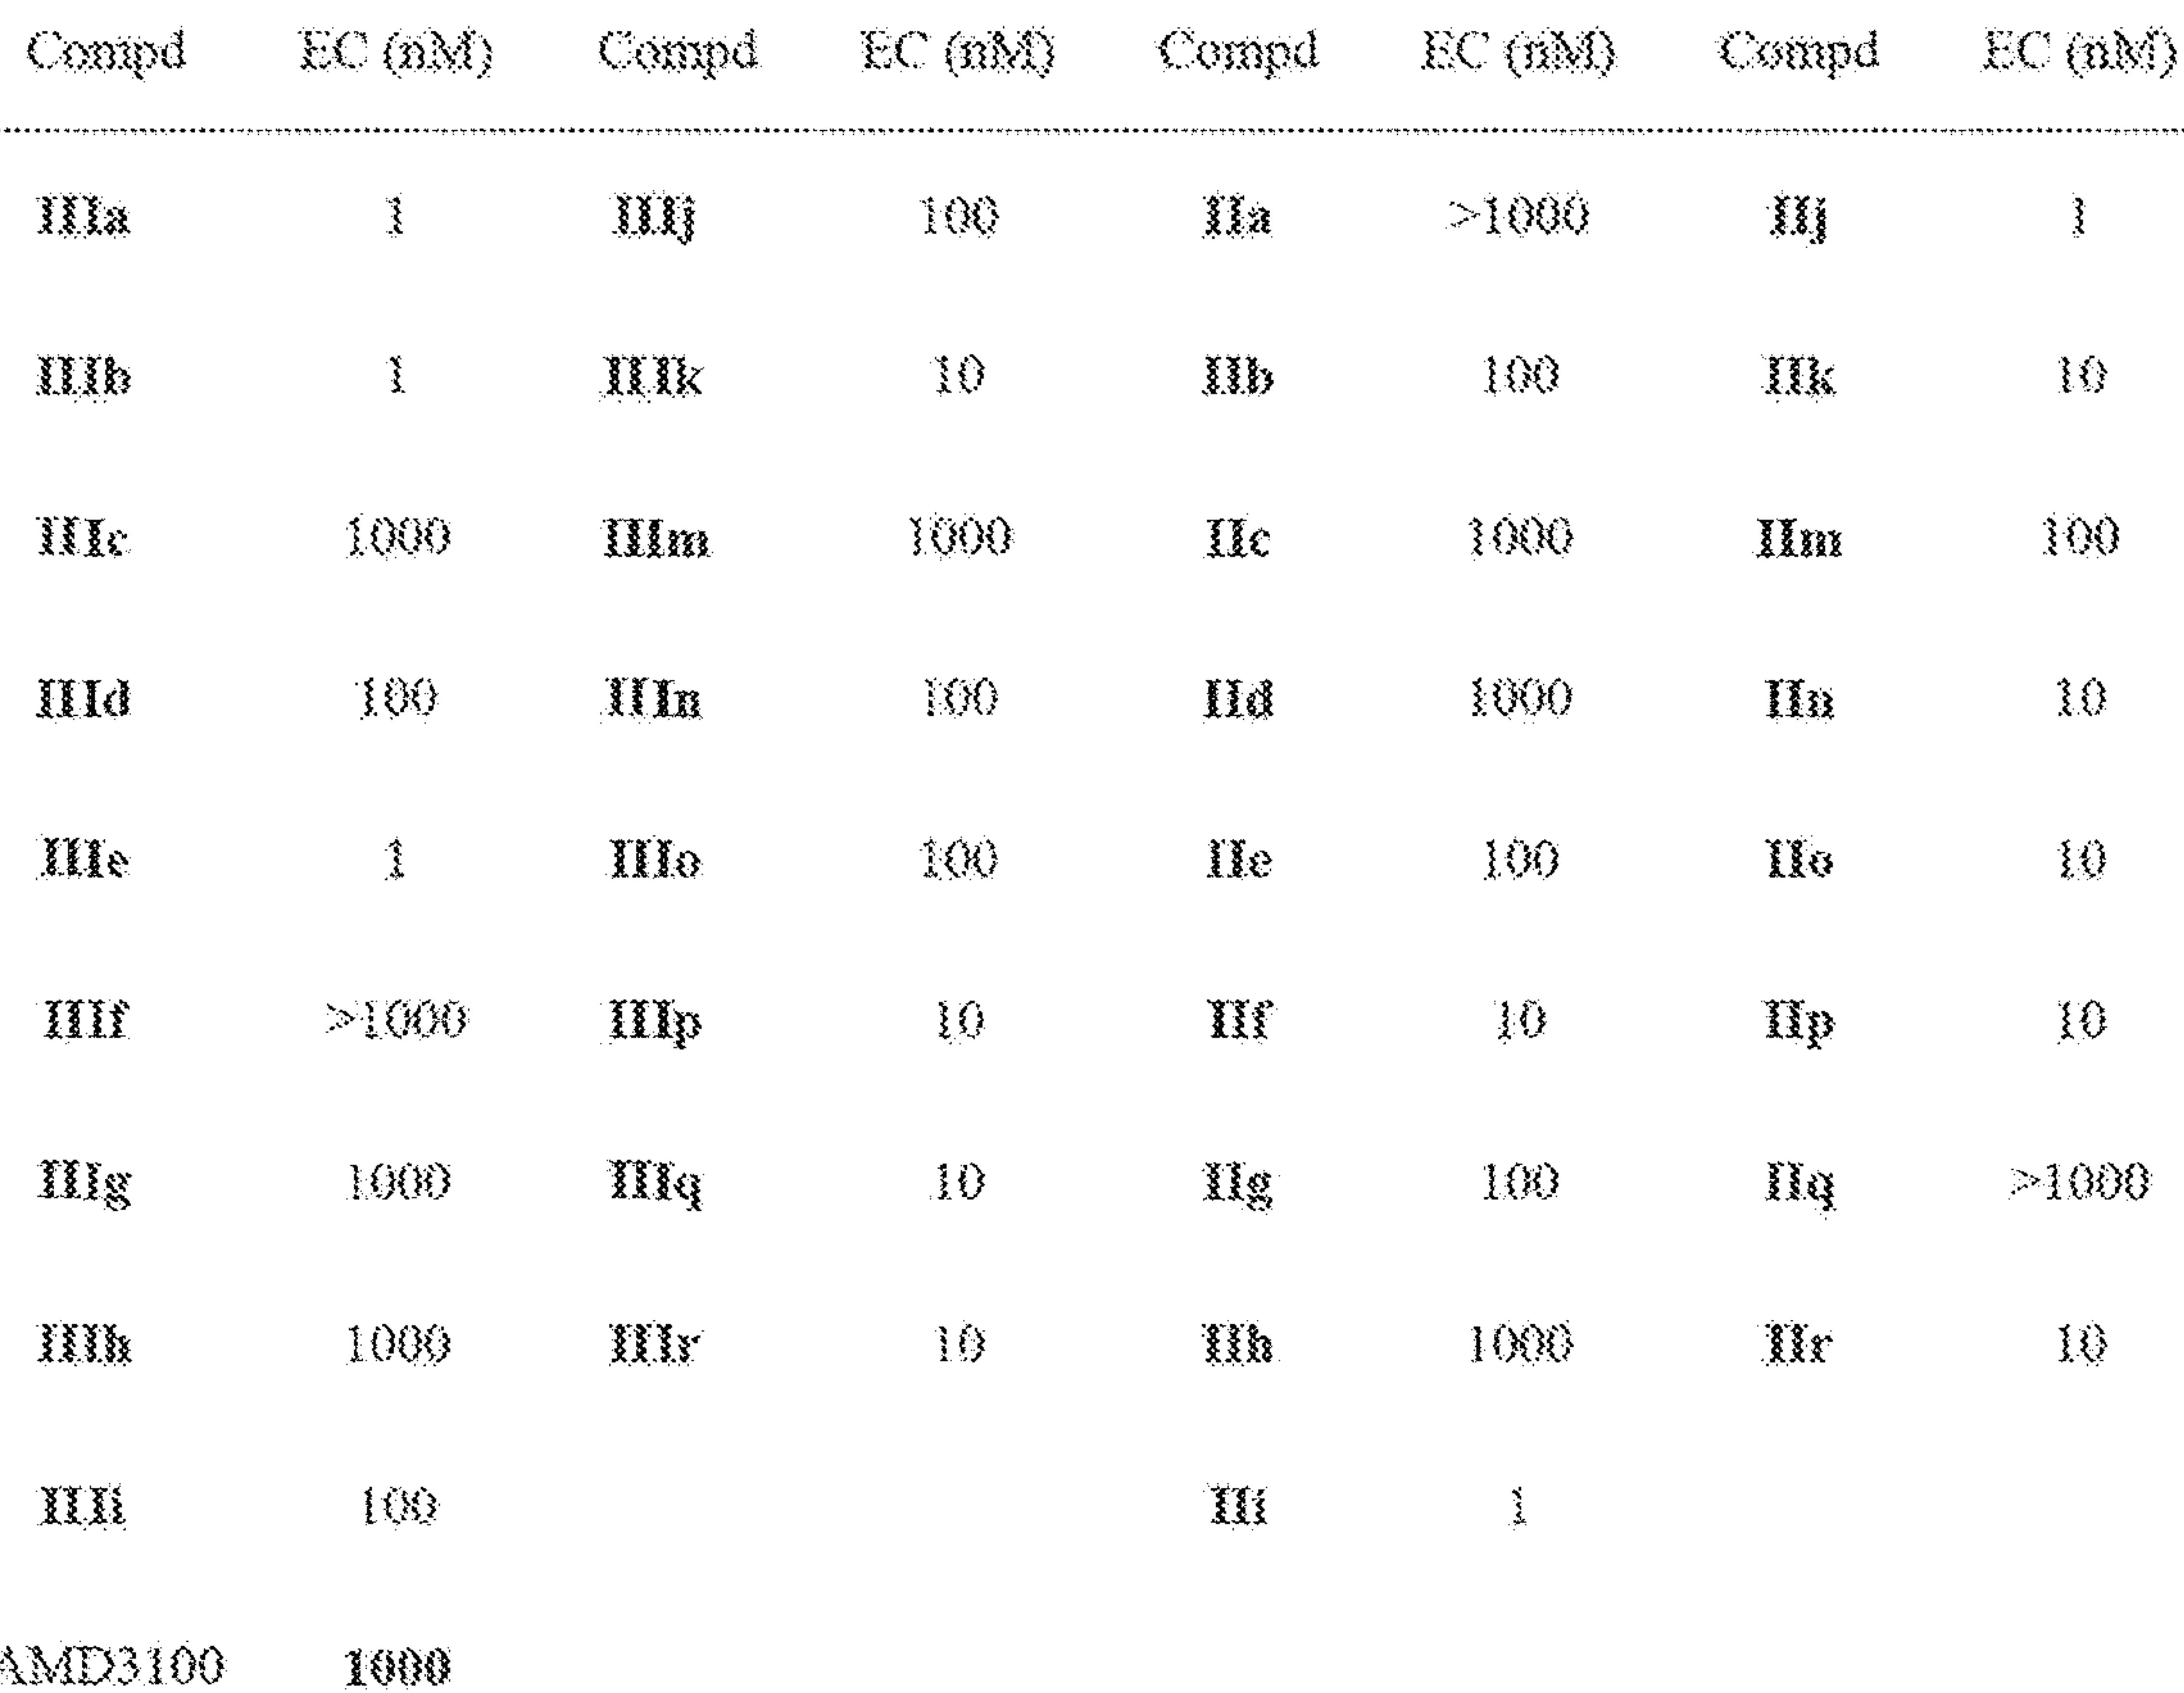 Compd EC (nM) Compd EC (nM) Compd EC (nM) Compd EC (nM)
IIIa 1 IIIj 100 IIa >1000 IIj 1
IIIb 1 IIIk 10 IIb 100 IIk 10
IIIc 1000 IIIm 1000 IIc 1000 IIm 100
IIId 100 IIIn 100 IId 1000 IIn 10
IIIe 1 IIIo 100 IIe 100 IIo 10
IIIf >1000 IIIp 10 IIf 10 IIp 10
IIIg 1000 IIIq 10 IIg 100 IIq >1000
IIIh 1000 IIIr 10 IIh 1000 IIr 10
IIIi 100 IIi 1
AMD3100 1000